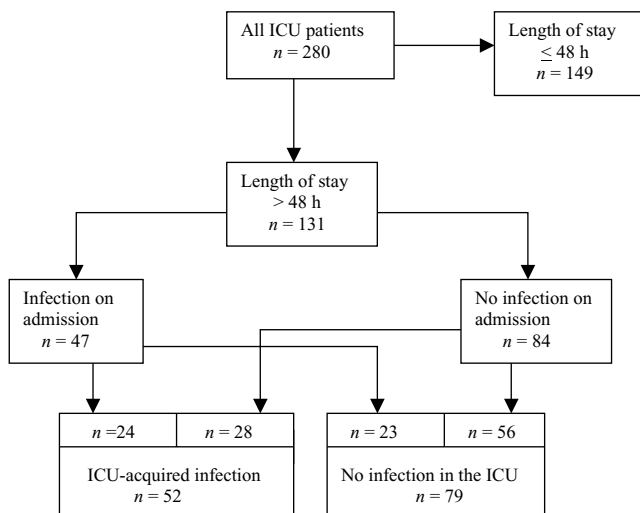 All ICU patients
n = 280
Length of stay
≤ 48 h
n = 149
Length of stay
> 48 h
n = 131
Infection on
admission
n = 47
No infection on
admission
n = 84
n =24
n = 28
ICU-acquired infection
n = 52
n = 23
n = 56
No infection in the ICU
n = 79